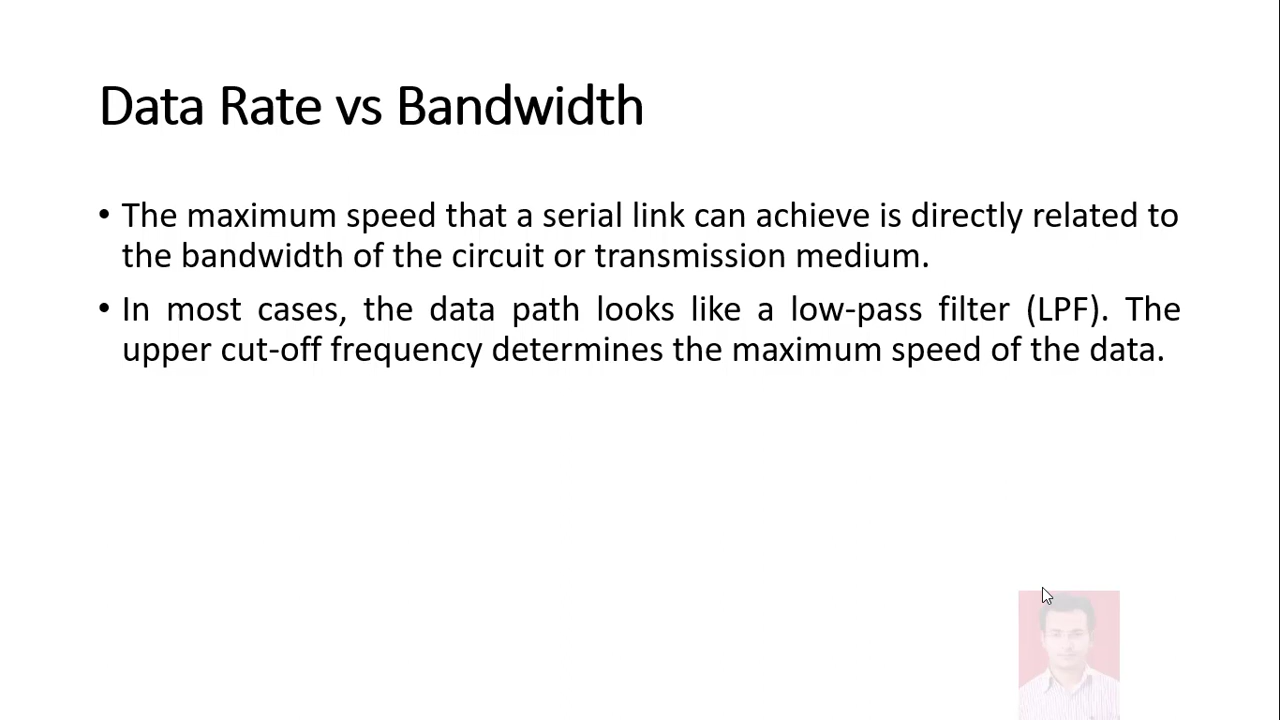 Data Rate vs Bandwidth
• The maximum speed that a serial link can achieve is directly related to
the bandwidth of the circuit or transmission medium.
• In most cases, the data path looks like a low-pass filter (LPF). The
upper cut-off frequency determines the maximum speed of the data.